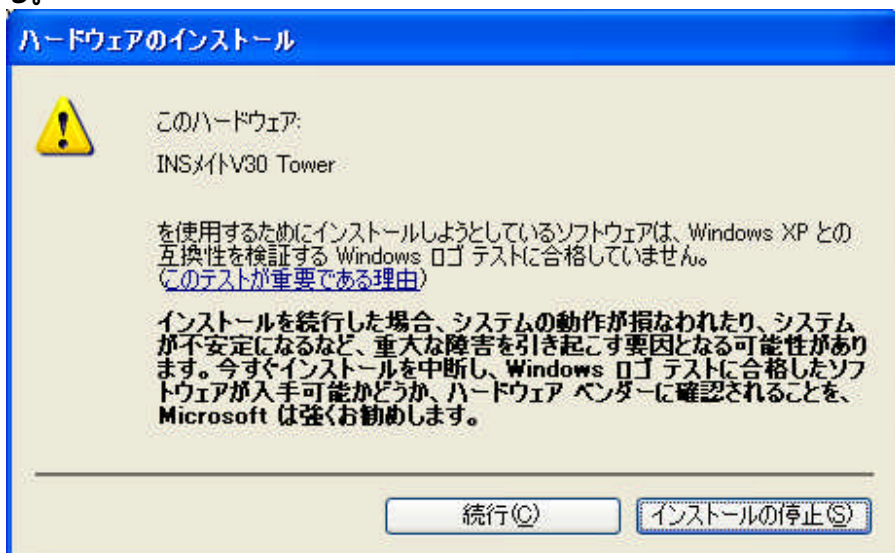 る。
ハードウェアのインストール
このハードウェア:
INSメイトV30 Tower
を使用するためにインストールしようとしているソフトウェアは、Windows XP との
互換性を検証する Windows ロゴ テストに合格していません。
(このテストが重要である理由)
インストールを続行した場合、システムの動作が損なわれたり、システム
が不安定になるなど、重大な障害を引き起こす要因となる可能性があり
ます。今すぐインストールを中断し、Windows ロゴ テストに合格したソフ
トウェアが入手可能かどうか、ハードウェア ベンダーに確認されることを、
Microsoft は強くお勧めします。
続行(C)
インストールの停止(S)